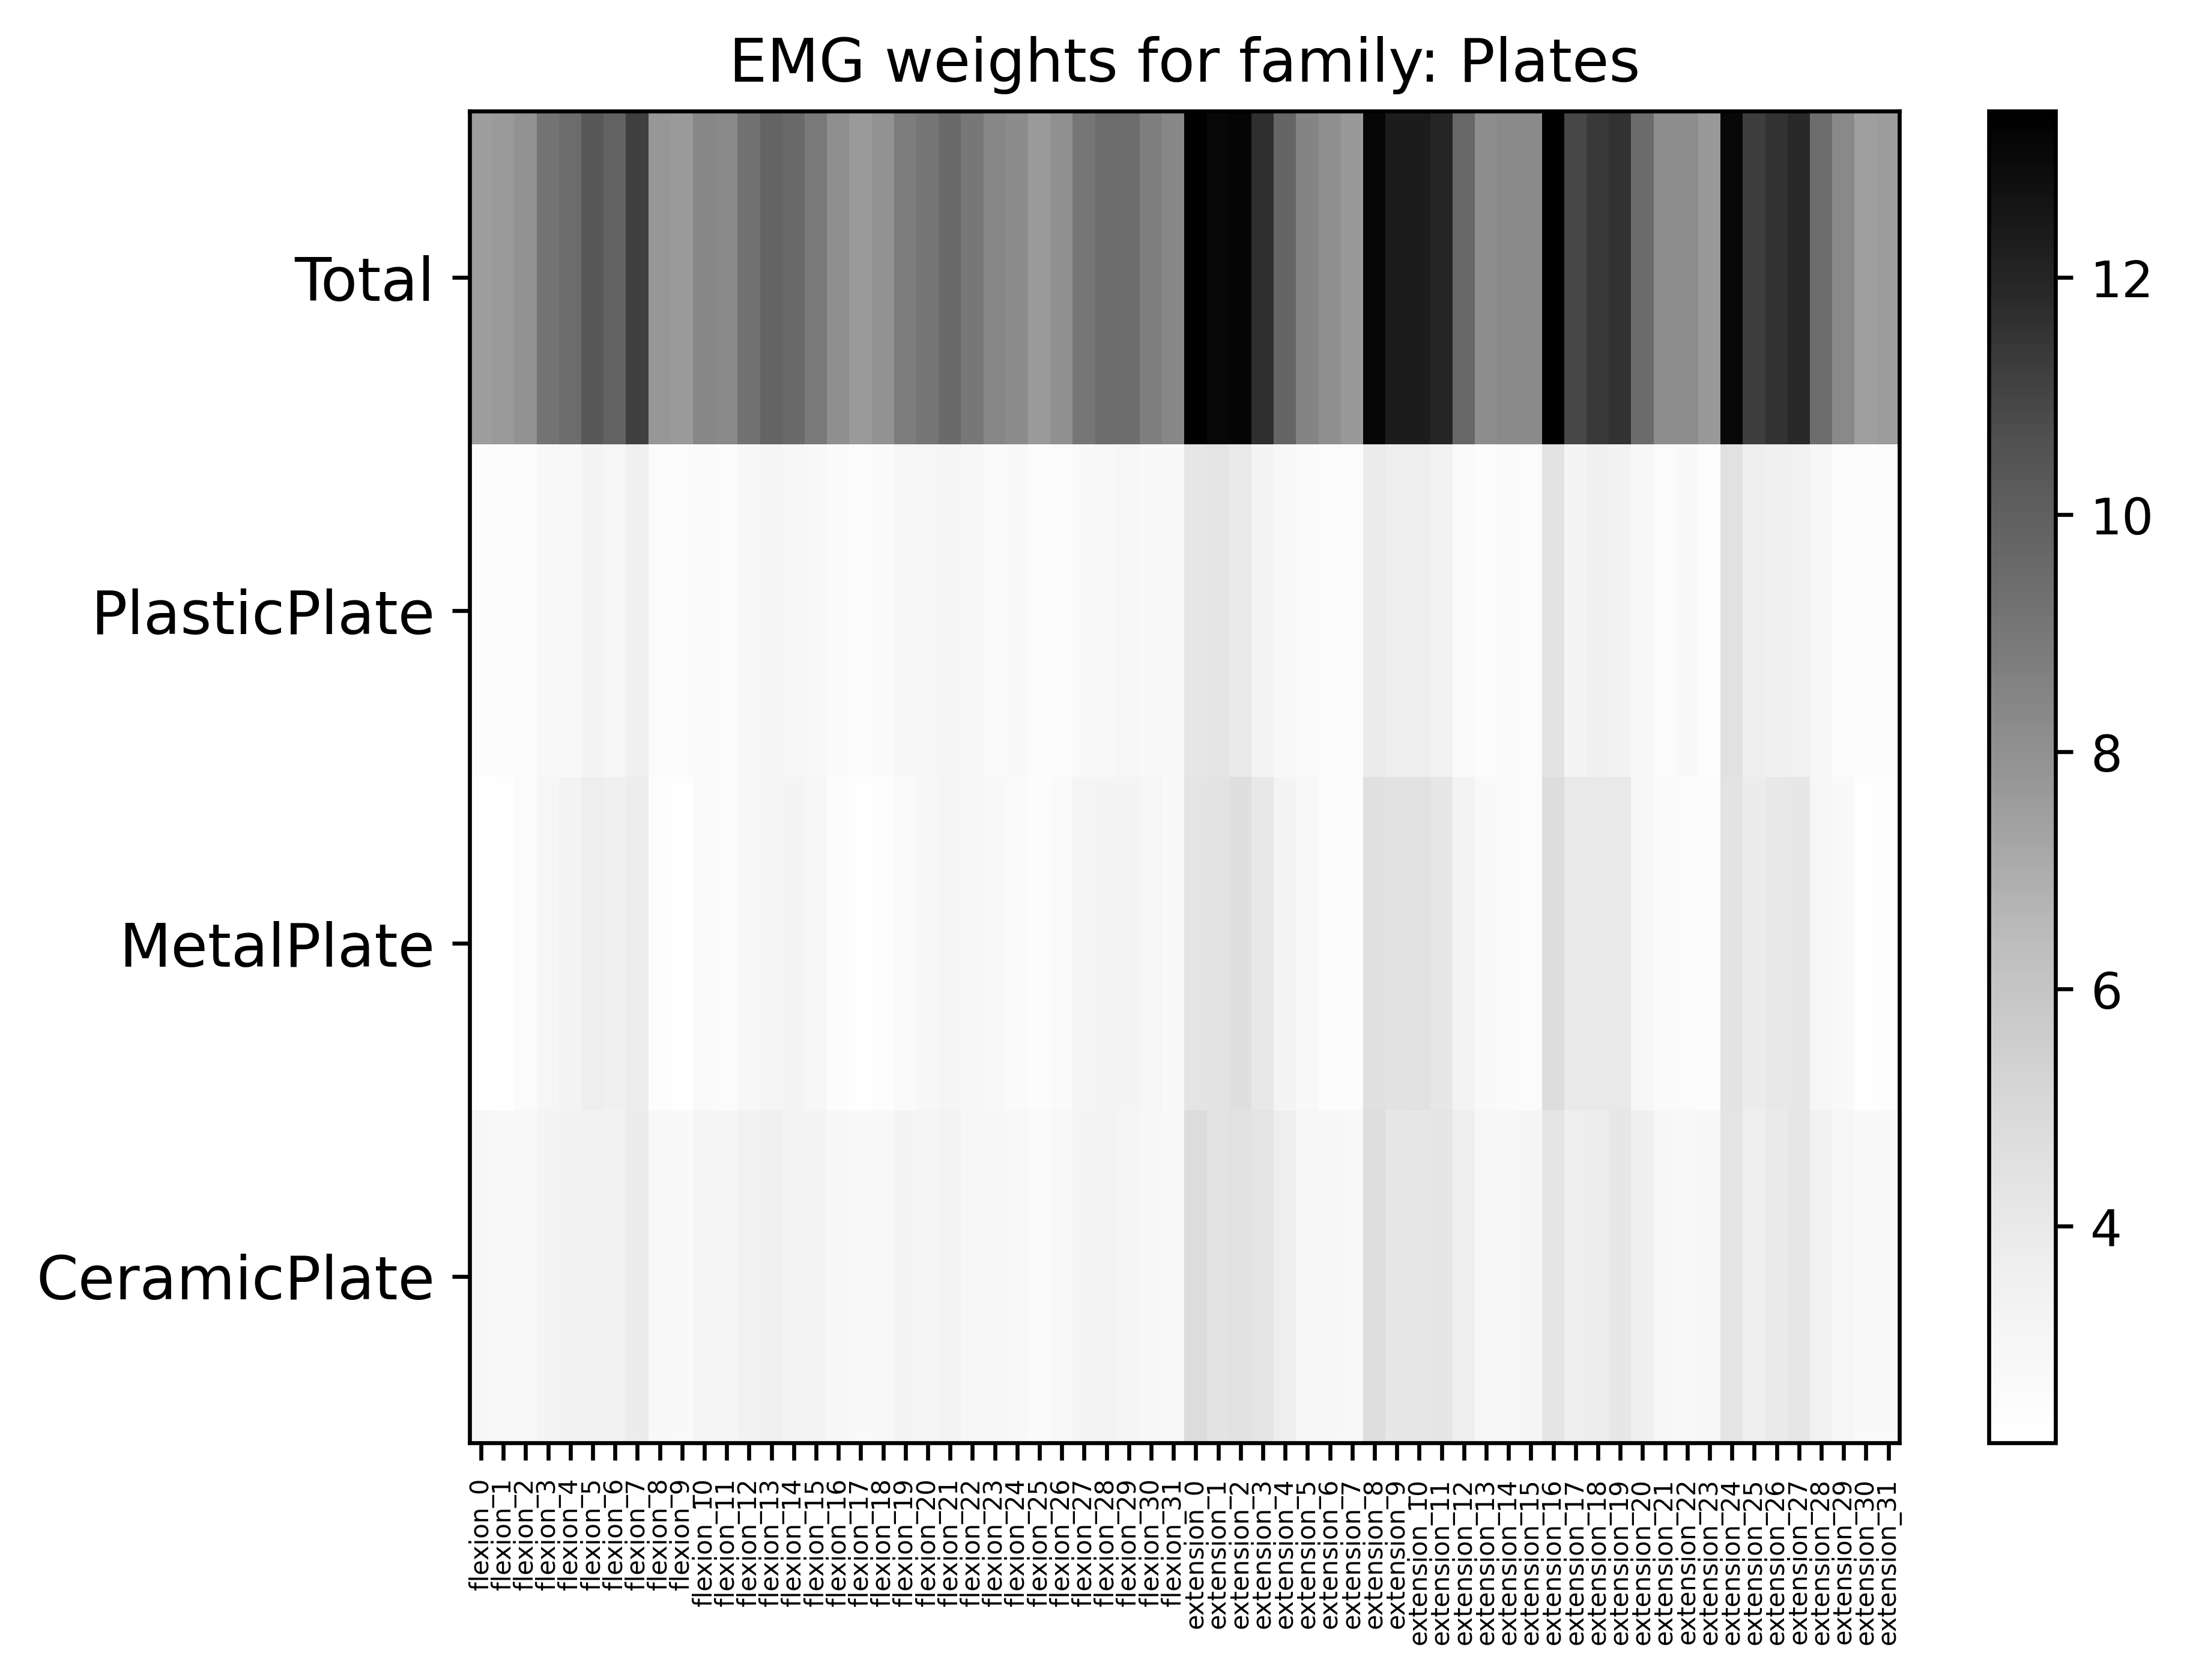 EMG weights for family: Plates
Total
PlasticPlate
MetalPlate
CeramicPlate
12
10
8
6
4
flexion_0
flexion_1
flexion_2
flexion_3
flexion_4
flexion_5
flexion_6
flexion_7
flexion_8
flexion_9
flexion_10
flexion_11
flexion_12
flexion_13
flexion_14
flexion_15
flexion_16
flexion_17
flexion_18
flexion_19
flexion_20
flexion_21
flexion_22
flexion_23
flexion_24
flexion_25
flexion_26
flexion_27
flexion_28
flexion_29
flexion_30
flexion_31
extension_0
extension_1
extension_2
extension_3
extension_4
extension_5
extension_6
extension_7
extension_8
extension_9
extension_10
extension_11
extension_12
extension_13
extension_14
extension_15
extension_16
extension_17
extension_18
extension_19
extension_20
extension_21
extension_22
extension_23
extension_24
extension_25
extension_26
extension_27
extension_28
extension_29
extension_30
extension_31